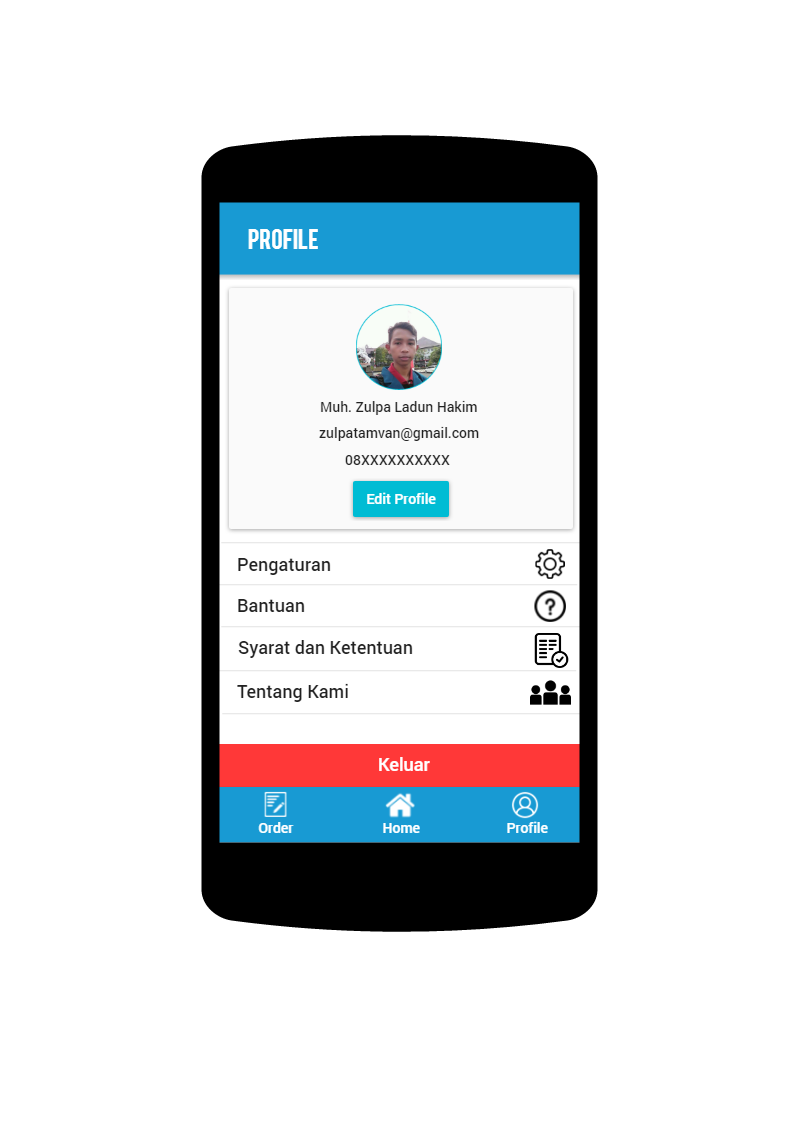 PROFILE
Muh. Zulpa Ladun Hakim
zulpatamvan@gmail.com
08XXXXXXXXXX
Edit Profile
Pengaturan
Bantuan
Syarat dan Ketentuan
Tentang Kami
Keluar
Order
Home
Profile